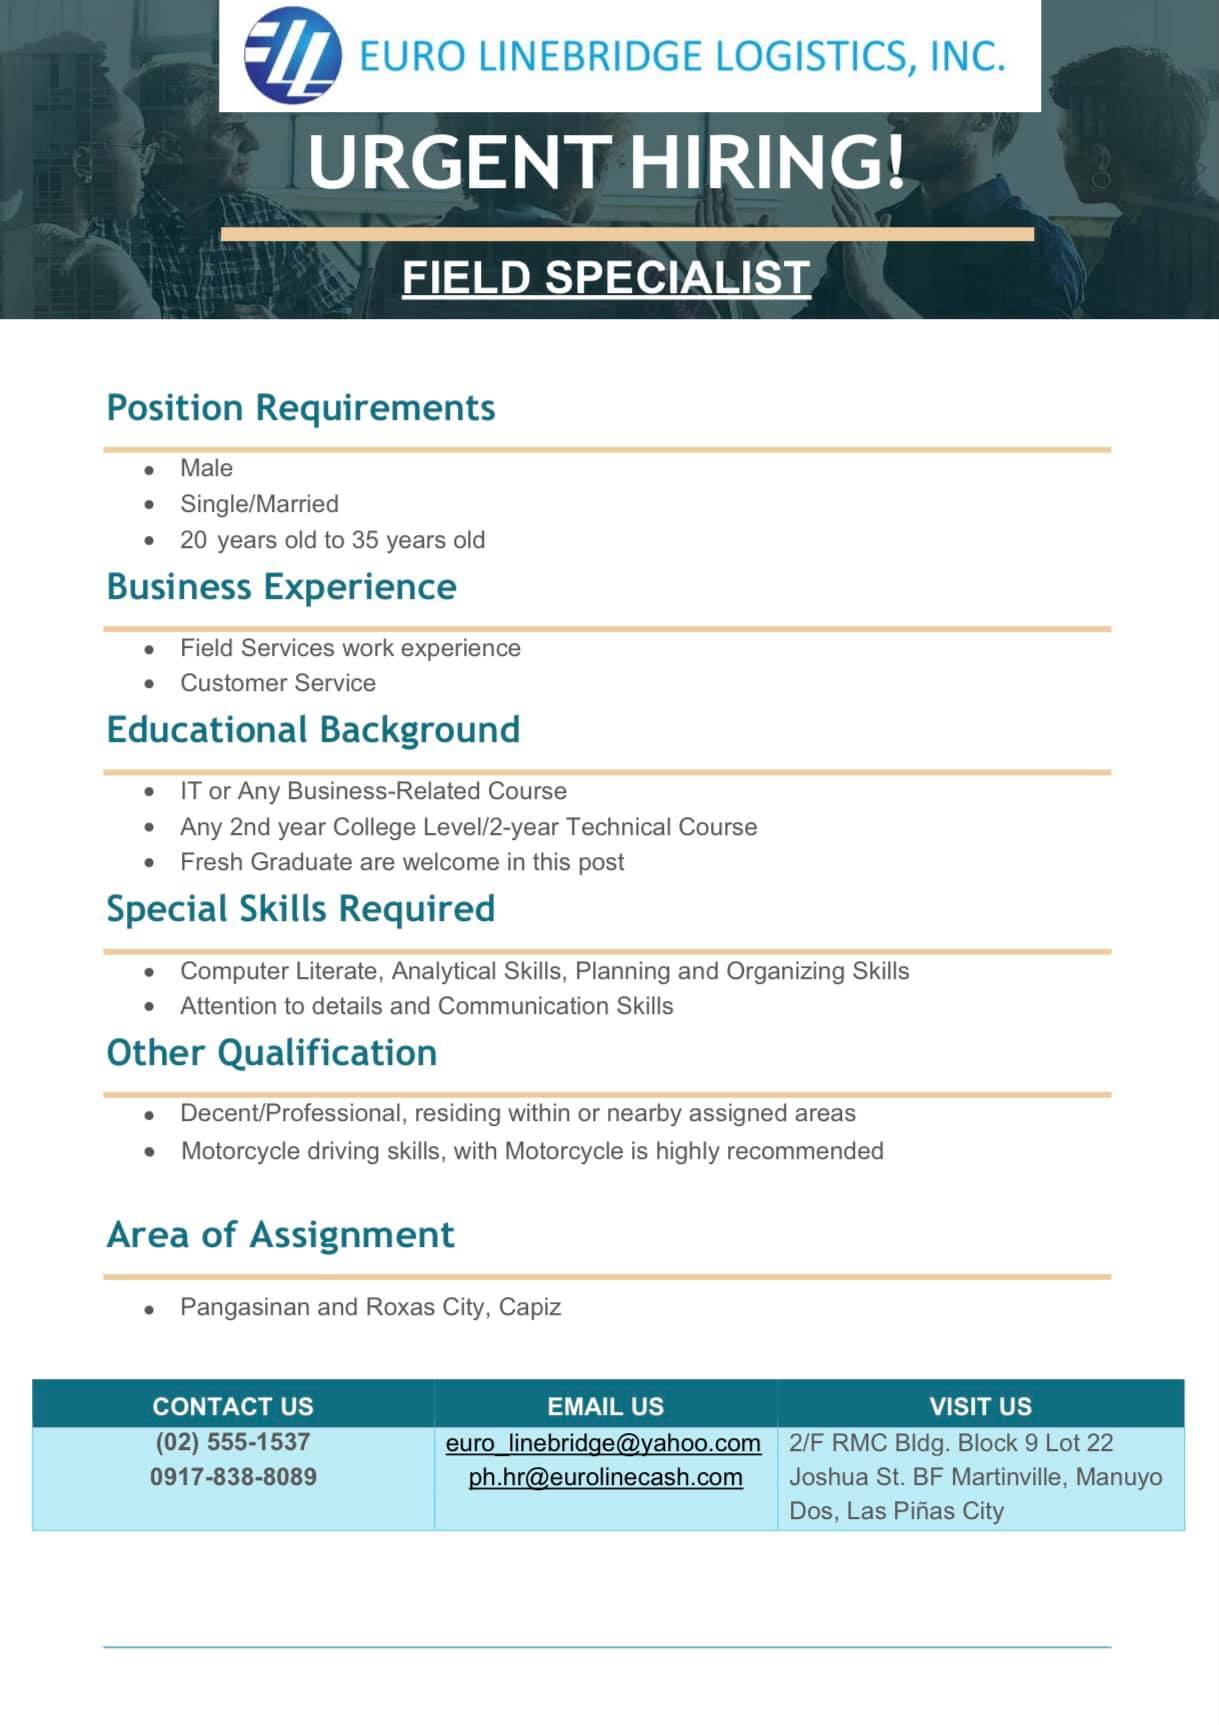 EURO LINEBRIDGE LOGISTICS, INC.
URGENT HIRING!
FIELD SPECIALIST
Position Requirements
• Male
• Single/Married
• 20 years old to 35 years old
Business Experience
• Field Services work experience
• Customer Service
Educational Background
• IT or Any Business-Related Course
• Any 2nd year College Level/2-year Technical Course
• Fresh Graduate are welcome in this post
Special Skills Required
• Computer Literate, Analytical Skills, Planning and Organizing Skills
• Attention to details and Communication Skills
Other Qualification
• Decent/Professional, residing within or nearby assigned areas
• Motorcycle driving skills, with Motorcycle is highly recommended
Area of Assignment
• Pangasinan and Roxas City, Capiz
CONTACT US
(02) 555-1537
0917-838-8089
EMAIL US
euro_linebridge@yahoo.com
ph.hr@eurolinecash.com
VISIT US
2/F RMC Bldg. Block 9 Lot 22
Joshua St. BF Martinville, Manuyo
Dos, Las Piñas City